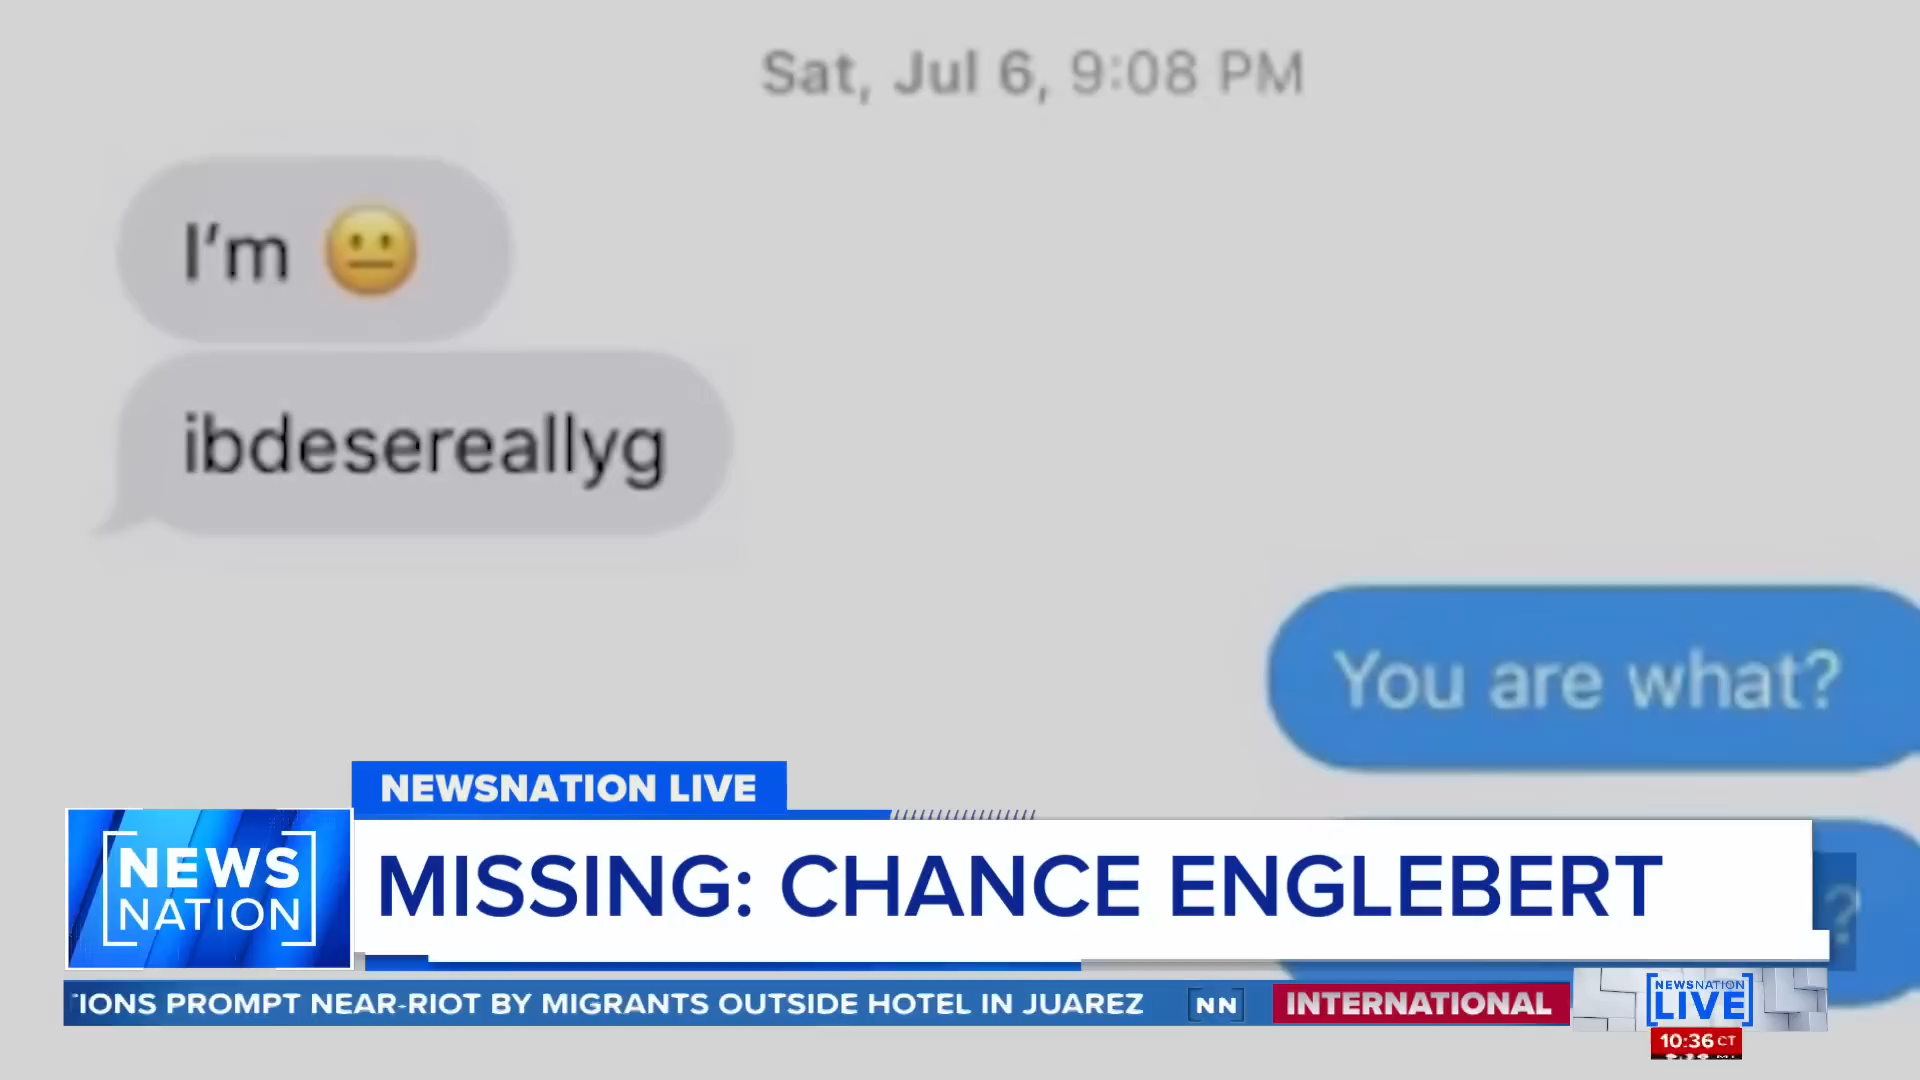 Sat, Jul 6, 9:08 PM
I'm 😐
ibdesereallyg
You are what?
?
NEWSNATION LIVE
NEWS
NATION
MISSING: CHANCE ENGLEBERT
IONS PROMPT NEAR-RIOT BY MIGRANTS OUTSIDE HOTEL IN JUAREZ NN INTERNATIONAL
NEWSNATION
LIVE
10:36 CT